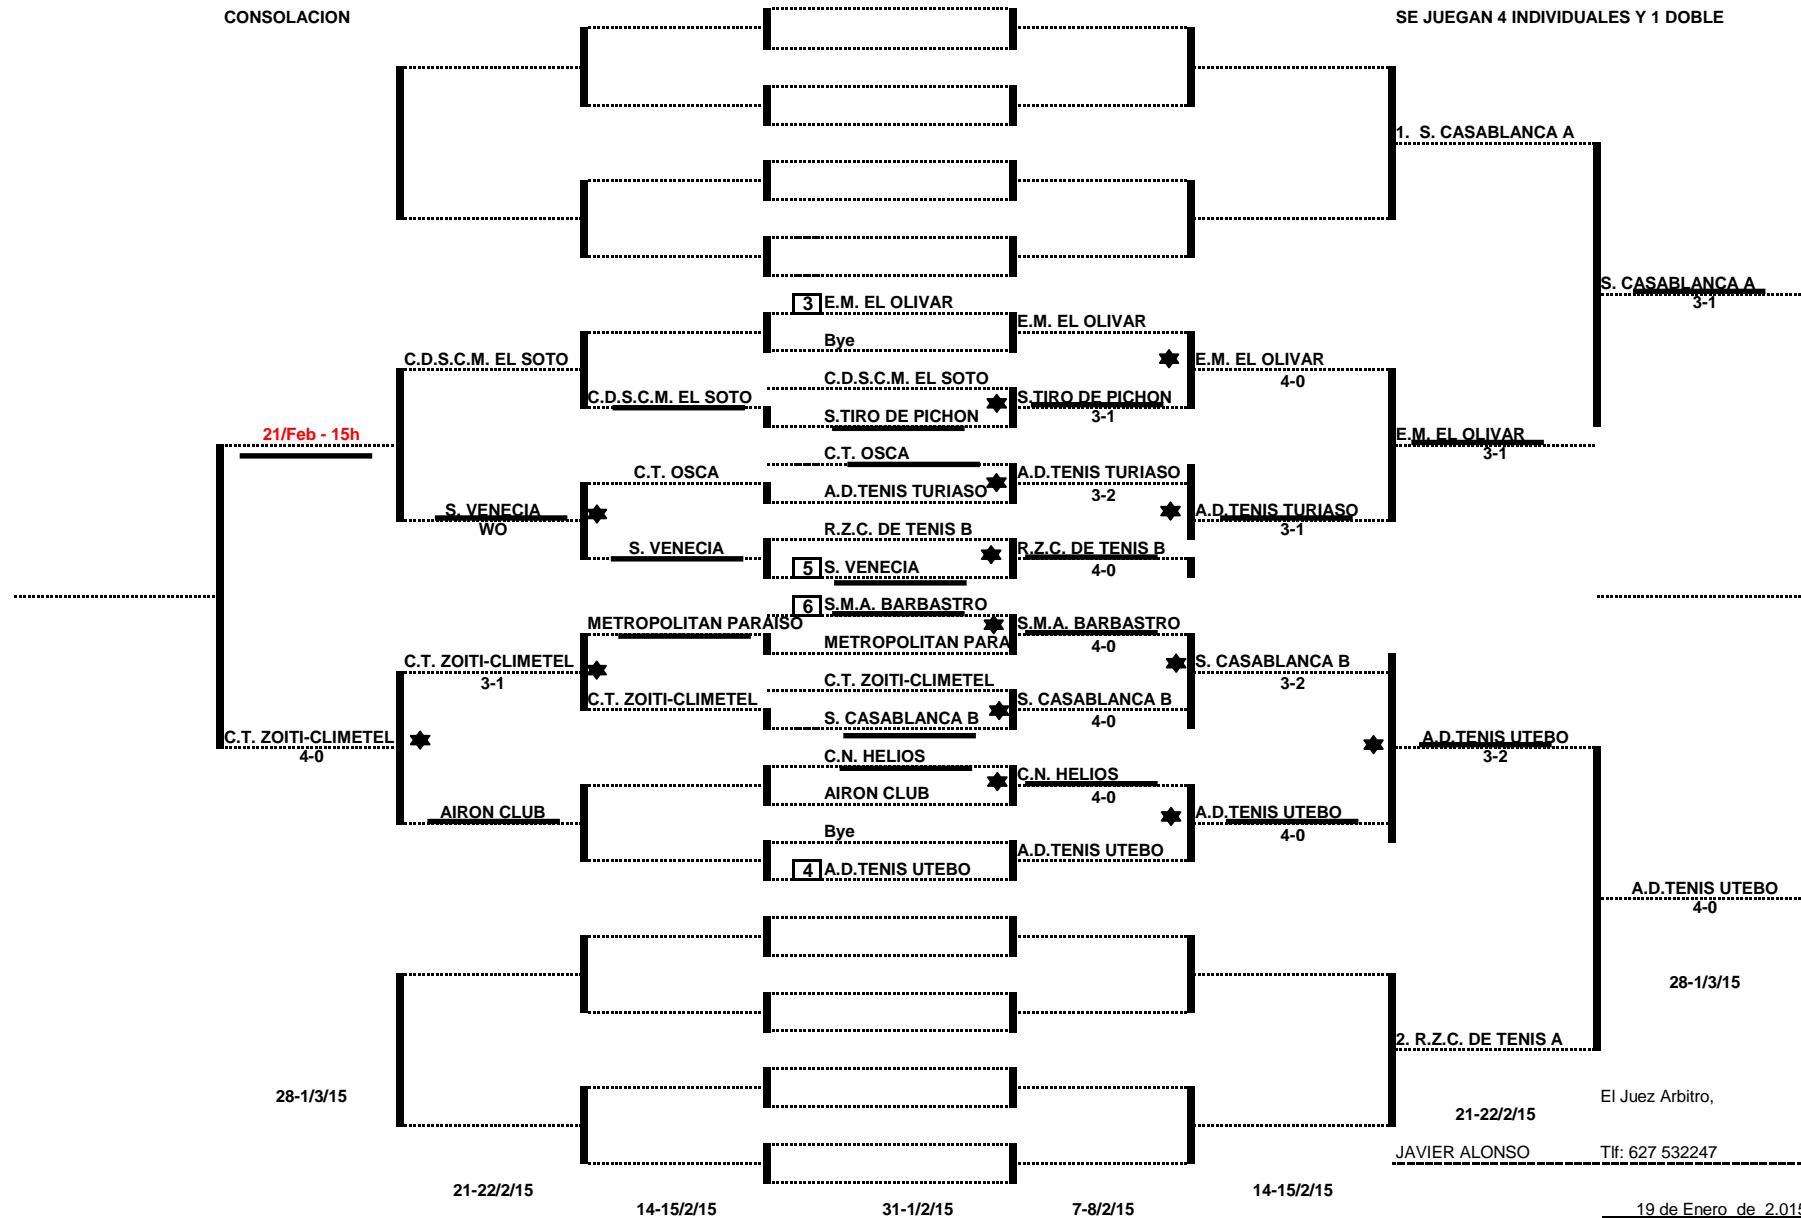 CONSOLACION
SE JUEGAN 4 INDIVIDUALES Y 1 DOBLE
1. S. CASABLANCA A
S. CASABLANCA A
3-1
3 E.M. EL OLIVAR
E.M. EL OLIVAR
Bye
C.D.S.C.M. EL SOTO
E.M. EL OLIVAR
4-0
C.D.S.C.M. EL SOTO
C.D.S.C.M. EL SOTO
S.TIRO DE PICHON
3-1
S.TIRO DE PICHON
21/Feb - 15h
E.M. EL OLIVAR
3-1
C.T. OSCA
C.T. OSCA
A.D.TENIS TURIASO
3-2
A.D.TENIS TURIASO
S. VENECIA
WO
A.D.TENIS TURIASO
3-1
R.Z.C. DE TENIS B
S. VENECIA
R.Z.C. DE TENIS B
4-0
5 S. VENECIA
6 S.M.A. BARBASTRO
METROPOLITAN PARAISO
S.M.A. BARBASTRO
4-0
METROPOLITAN PARA
C.T. ZOITI-CLIMETEL
3-1
S. CASABLANCA B
3-2
C.T. ZOITI-CLIMETEL
C.T. ZOITI-CLIMETEL
S. CASABLANCA B
4-0
S. CASABLANCA B
C.T. ZOITI-CLIMETEL
4-0
A.D.TENIS UTEBO
3-2
C.N. HELIOS
C.N. HELIOS
4-0
AIRON CLUB
AIRON CLUB
A.D.TENIS UTEBO
4-0
Bye
A.D.TENIS UTEBO
4 A.D.TENIS UTEBO
A.D.TENIS UTEBO
4-0
28-1/3/15
2. R.Z.C. DE TENIS A
28-1/3/15
El Juez Arbitro,
21-22/2/15
JAVIER ALONSO Tlf: 627 532247
21-22/2/15
14-15/2/15
14-15/2/15
31-1/2/15
7-8/2/15
19 de Enero de 2.015